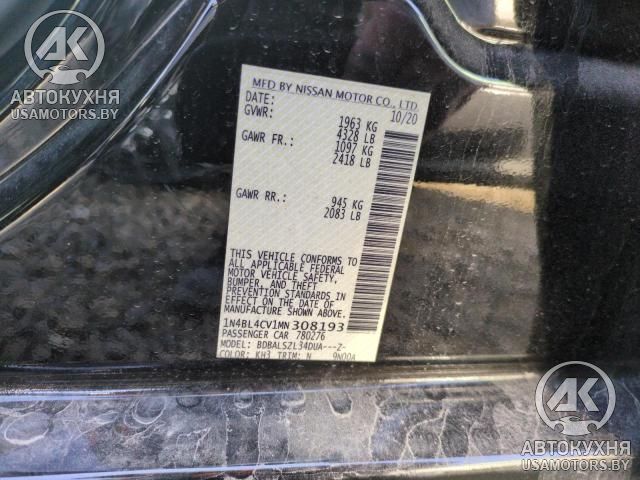 АК
АВТОКУХНЯ
USAMOTORS.BY
MFD BY NISSAN MOTOR CO., LTD
DATE: 10/20
GVWR: 1963 KG
4328 LB
GAWR FR.: 1097 KG
2418 LB
GAWR RR.: 945 KG
2083 LB
THIS VEHICLE CONFORMS TO
ALL APPLICABLE FEDERAL
MOTOR VEHICLE SAFETY,
BUMPER, AND THEFT
PREVENTION STANDARDS IN
EFFECT ON THE DATE OF
MANUFACTURE SHOWN ABOVE.
1N4BL4CV1MN308193
PASSENGER CAR 780276
MODEL: BDBALSZL34DUA---Z-
COLOR: KH3 TRIM: N 9N00A
АК
АВТОКУХНЯ
USAMOTORS.BY